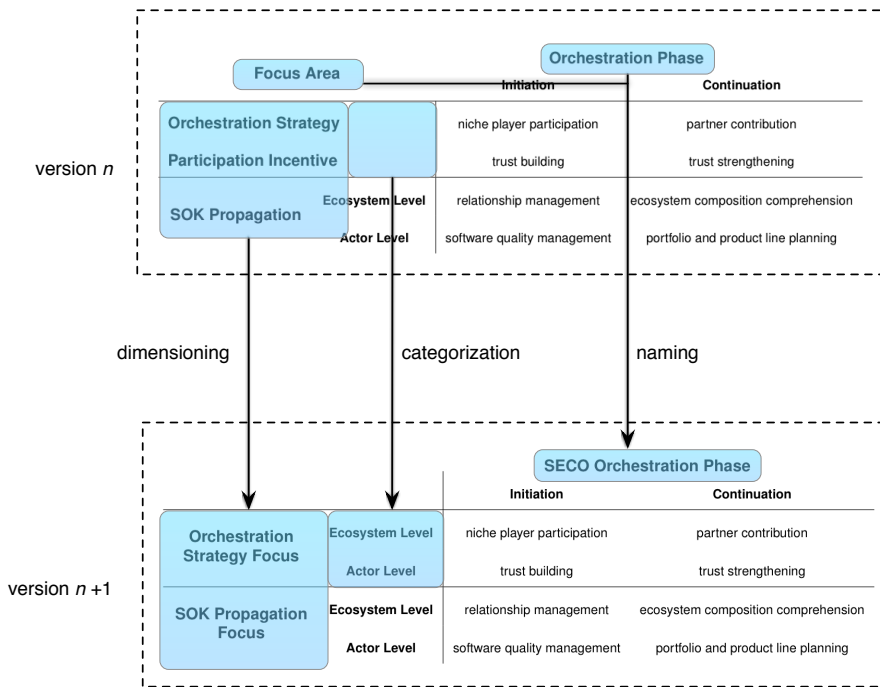 Orchestration Phase
Focus Area
Initiation Continuation
Orchestration Strategy niche player participation partner contribution
version n
Participation Incentive trust building trust strengthening
Ecosystem Level relationship management ecosystem composition comprehension
SOK Propagation
Actor Level software quality management portfolio and product line planning
dimensioning categorization naming
SECO Orchestration Phase
Initiation Continuation
Orchestration
Strategy Focus
Ecosystem Level niche player participation partner contribution
Actor Level trust building trust strengthening
version n +1
SOK Propagation
Focus
Ecosystem Level relationship management ecosystem composition comprehension
Actor Level software quality management portfolio and product line planning